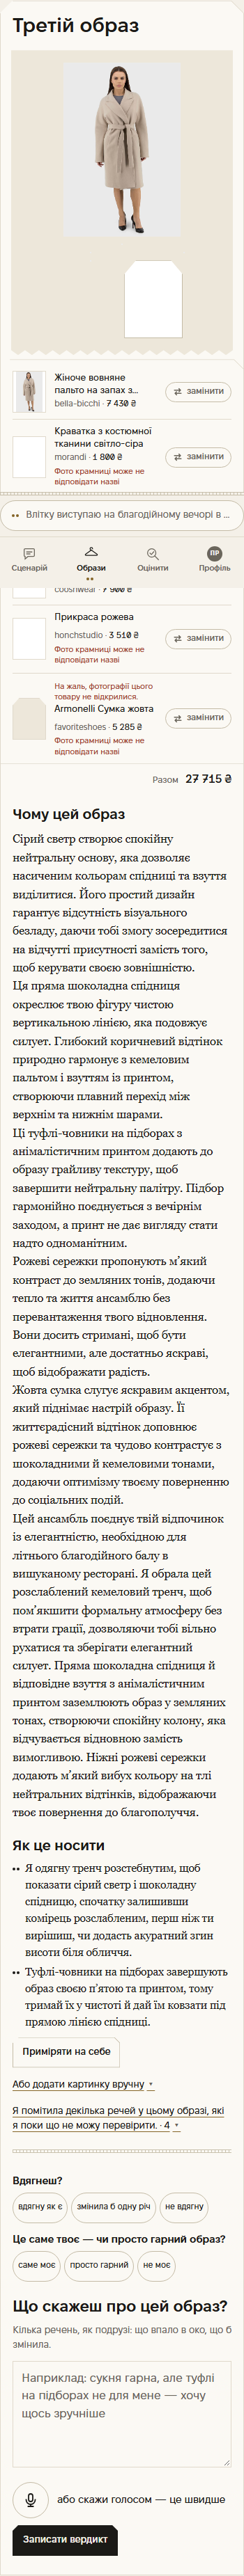 Третій образ
Жіноче вовняне
пальто на запах з...
bella-bicchi · 7 430 ₴
замінити
Краватка з костюмної
тканини світло-сіра
morandi · 1 800 ₴
Фото крамниці може не
відповідати назві
замінити
Влітку виступаю на благодійному вечорі в ...
Сценарій
Образи
Оцінити
ПР
Профіль
coosnwear · 7 900 ₴
Прикраса рожева
honchstudio · 3 510 ₴
Фото крамниці може не
відповідати назві
замінити
На жаль, фотографії цього
товару не відкрилися.
Armonelli Сумка жовта
favoriteshoes · 5 285 ₴
Фото крамниці може не
відповідати назві
замінити
Разом 27 715 ₴
Чому цей образ
Сірий светр створює спокійну
нейтральну основу, яка дозволяє
насиченим кольорам спідниці та взуття
виділитися. Його простий дизайн
гарантує відсутність візуального
безладу, даючи тобі змогу зосередитися
на відчутті присутності замість того,
щоб керувати своєю зовнішністю.
Ця пряма шоколадна спідниця
окреслює твою фігуру чистою
вертикальною лінією, яка подовжує
силует. Глибокий коричневий відтінок
природно гармонює з кемеловим
пальтом і взуттям із принтом,
створюючи плавний перехід між
верхнім та нижнім шарами.
Ці туфлі-човники на підборах з
анімалістичним принтом додають до
образу грайливу текстуру, щоб
завершити нейтральну палітру. Підбор
гармонійно поєднується з вечірнім
заходом, а принт не дає вигляду стати
надто одноманітним.
Рожеві сережки пропонують м’який
контраст до земляних тонів, додаючи
тепло та життя ансамблю без
перевантаження твого відновлення.
Вони досить стримані, щоб бути
елегантними, але достатньо яскраві,
щоб відображати радість.
Жовта сумка слугує яскравим акцентом,
який піднімає настрій образу. Її
життєрадісний відтінок доповнює
рожеві сережки та чудово контрастує з
шоколадними й кемеловими тонами,
додаючи оптимізму твоєму поверненню
до соціальних подій.
Цей ансамбль поєднує твій відпочинок
із елегантністю, необхідною для
літнього благодійного балу в
вишуканому ресторані. Я обрала цей
розслаблений кемеловий тренч, щоб
пом’якшити формальну атмосферу без
втрати грації, дозволяючи тобі вільно
рухатися та зберігати елегантний
силует. Пряма шоколадна спідниця й
відповідне взуття з анімалістичним
принтом заземлюють образ у земляних
тонах, створюючи спокійну колону, яка
відчувається відновною замість
вимогливою. Ніжні рожеві сережки
додають м’який вибух кольору на тлі
нейтральних відтінків, відображаючи
твоє повернення до благополуччя.
Як це носити
Я одягну тренч розстебнутим, щоб
показати сірий светр і шоколадну
спідницю, спочатку залишивши
комірець розслабленим, перш ніж ти
вирішиш, чи додасть акуратний згин
висоти біля обличчя.
Туфлі-човники на підборах завершують
образ своєю п’ятою та принтом, тому
тримай їх у чистоті й дай їм ковзати під
прямою лінією спідниці.
Приміряти на себе
Або додати картинку вручну
Я помітила декілька речей у цьому образі, які
я поки що не можу перевірити. · 4
Вдягнеш?
вдягну як є
змінила б одну річ
не вдягну
Це саме твоє — чи просто гарний образ?
саме моє
просто гарний
не моє
Що скажеш про цей образ?
Кілька речень, як подрузі: що впало в око, що б
змінила.
Наприклад: сукня гарна, але туфлі
на підборах не для мене — хочу
щось зручніше
або скажи голосом — це швидше
Записати вердикт